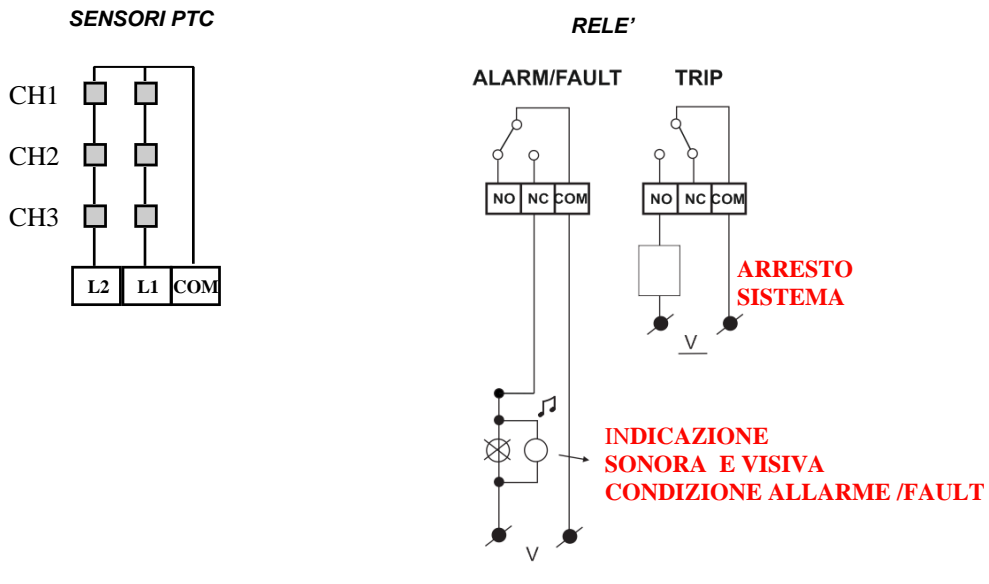 SENSORI PTC
CH1
CH2
CH3
L2 L1 COM
RELE'
ALARM/FAULT TRIP
NO NC COM NO NC COM
ARRESTO
SISTEMA
V
INDICAZIONE
SONORA E VISIVA
CONDIZIONE ALLARME /FAULT
V